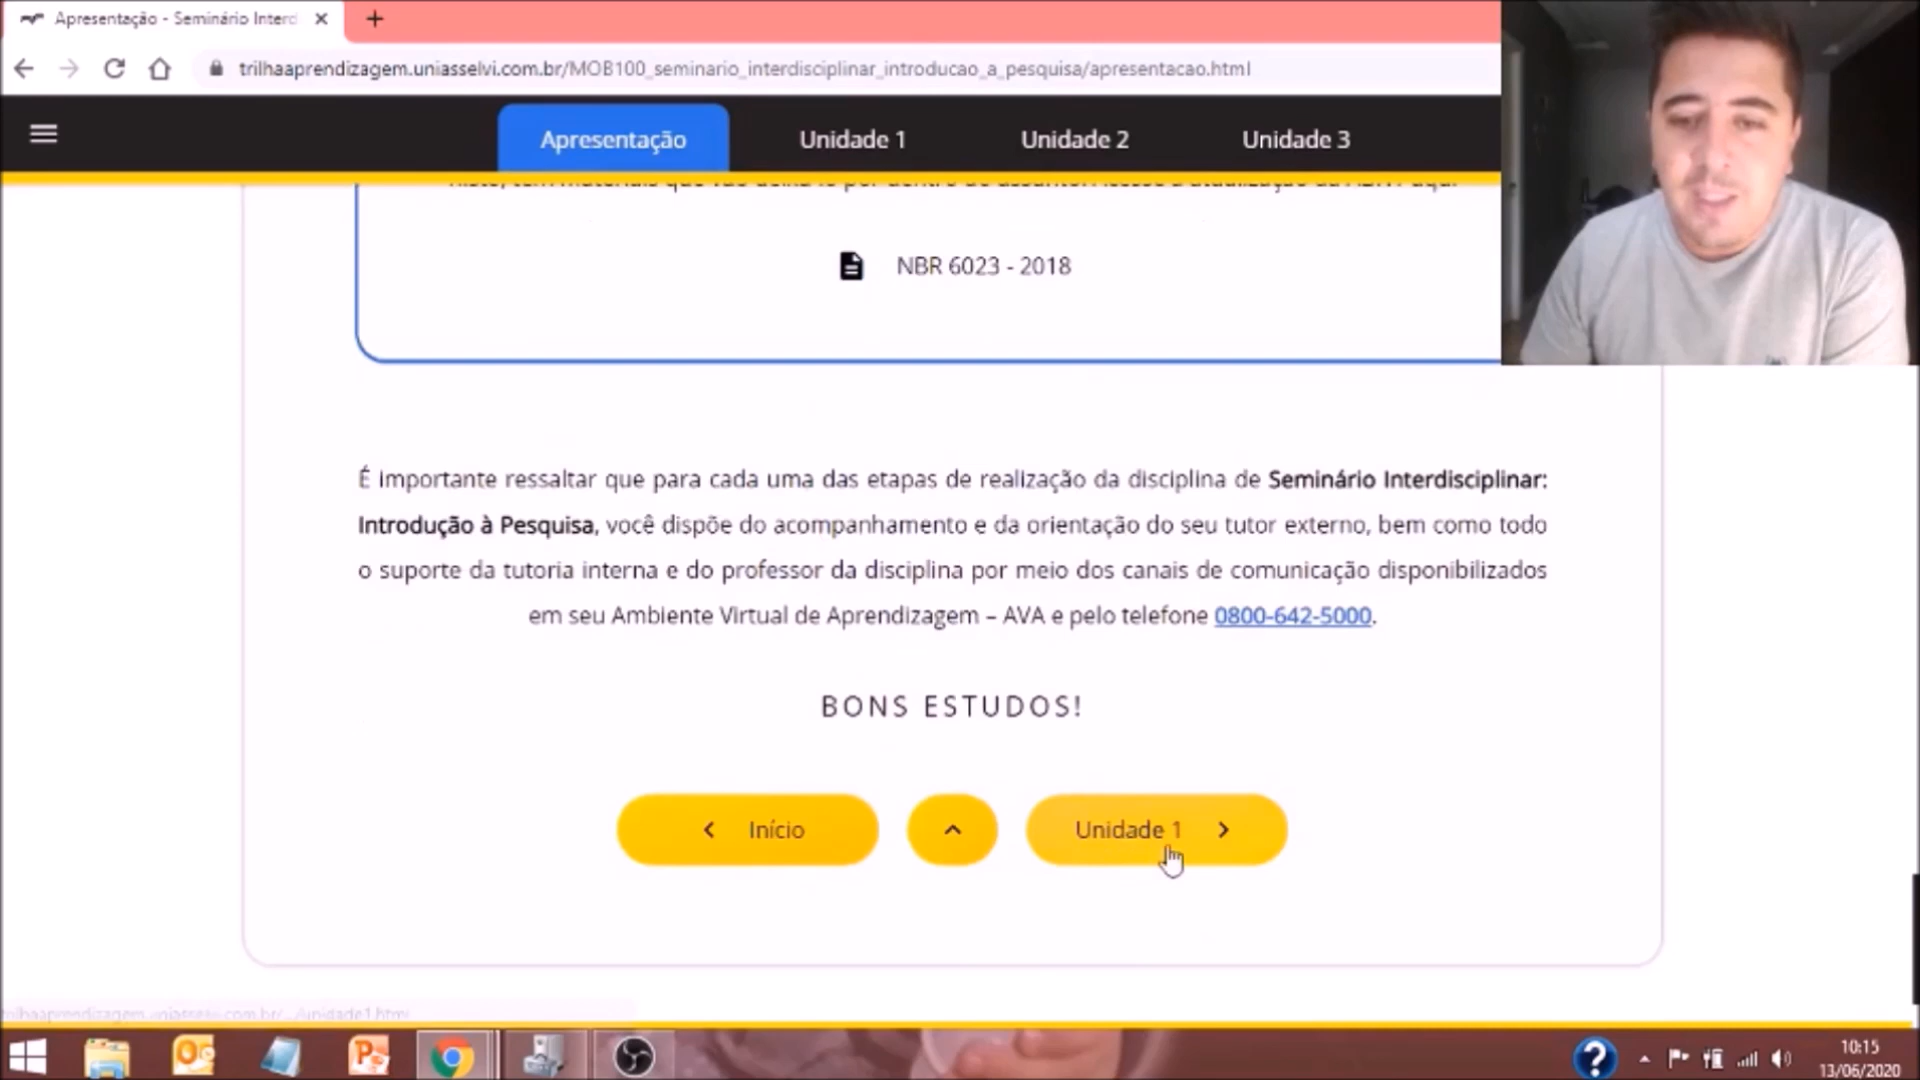 Apresentação - Seminário Interd
trilhaaprendizagem.uniasselvi.com.br/MOB100_seminario_interdisciplinar_introducao_a_pesquisa/apresentacao.html
Apresentação
Unidade 1
Unidade 2
Unidade 3
NBR 6023 - 2018
É importante ressaltar que para cada uma das etapas de realização da disciplina de Seminário Interdisciplinar:
Introdução à Pesquisa, você dispõe do acompanhamento e da orientação do seu tutor externo, bem como todo
o suporte da tutoria interna e do professor da disciplina por meio dos canais de comunicação disponibilizados
em seu Ambiente Virtual de Aprendizagem – AVA e pelo telefone 0800-642-5000.
BONS ESTUDOS!
Início
Unidade 1
10:15
13/06/2020